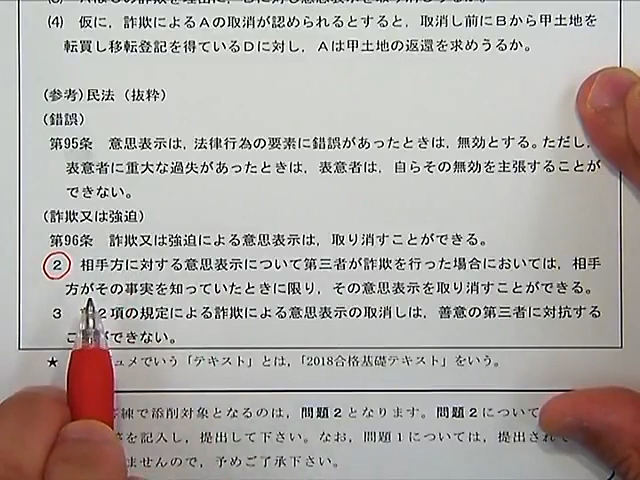 (4) 仮に，詐欺によるＡの取消が認められるとすると，取消し前にＢから甲土地を
転買し移転登記を得ているＤに対し，Ａは甲土地の返還を求めうるか。
(参考)民法（抜粋）
(錯誤)
第95条 意思表示は，法律行為の要素に錯誤があったときは，無効とする。ただし，
表意者に重大な過失があったときは，表意者は，自らその無効を主張することが
できない。
(詐欺又は強迫)
第96条 詐欺又は強迫による意思表示は，取り消すことができる。
2 相手方に対する意思表示について第三者が詐欺を行った場合においては，相手
方がその事実を知っていたときに限り，その意思表示を取り消すことができる。
3 2項の規定による詐欺による意思表示の取消しは，善意の第三者に対抗する
ができない。
★ ュメでいう「テキスト」とは，「2018合格基礎テキスト」をいう。
練で添削対象となるのは，問題２となります。問題２について
を記入し，提出して下さい。なお，問題１については，提出され
ませんので，予めご了承下さい。